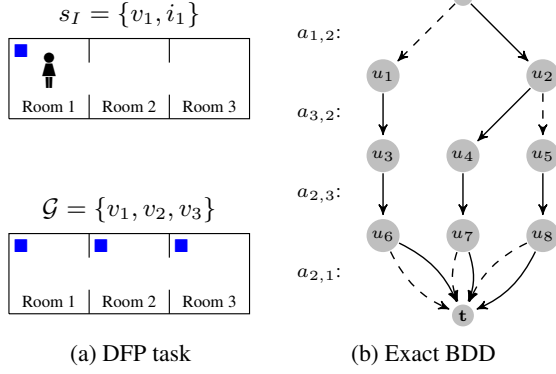 s_I = {v_1, i_1}
Room 1 Room 2 Room 3
𝒢 = {v_1, v_2, v_3}
Room 1 Room 2 Room 3
(a) DFP task
a_{1,2}:
u_1 u_2
a_{3,2}:
u_3 u_4 u_5
a_{2,3}:
u_6 u_7 u_8
a_{2,1}:
t
(b) Exact BDD